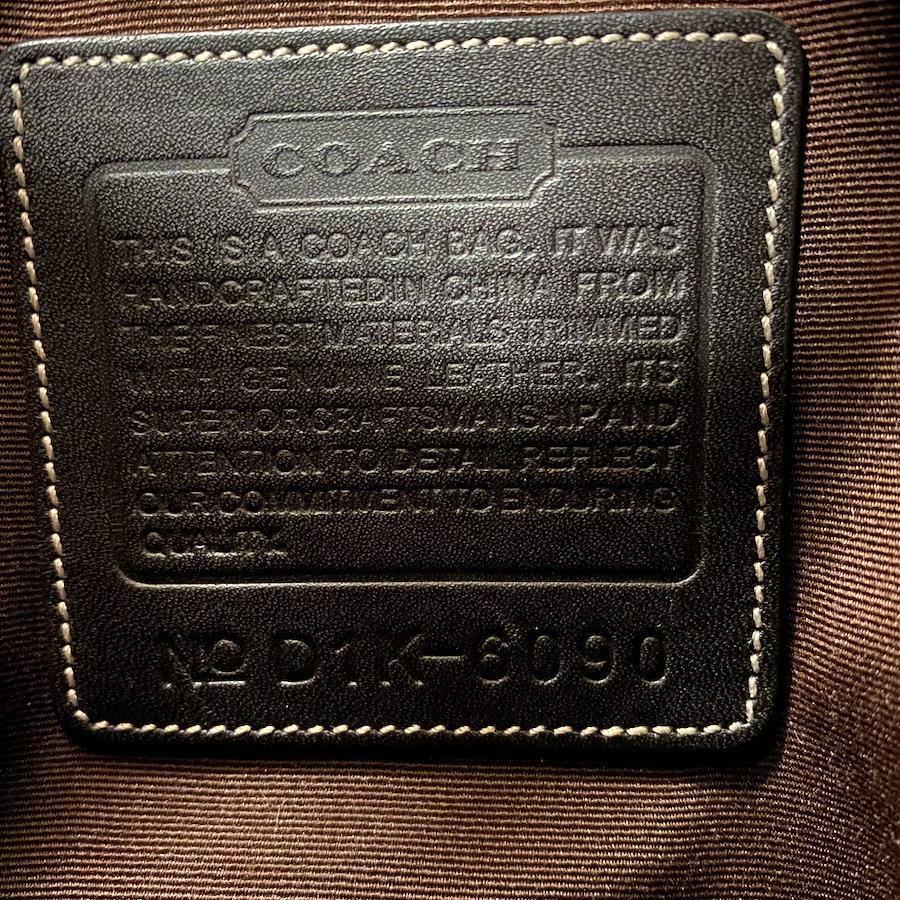 COACH
THIS IS A COACH BAG. IT WAS
HANDCRAFTED IN CHINA FROM
THE FINEST MATERIALS TRIMMED
WITH GENUINE LEATHER. ITS
SUPERIOR CRAFTSMANSHIP AND
ATTENTION TO DETAIL REFLECT
OUR COMMITMENT TO ENDURING
QUALITY.
No D1K-6090